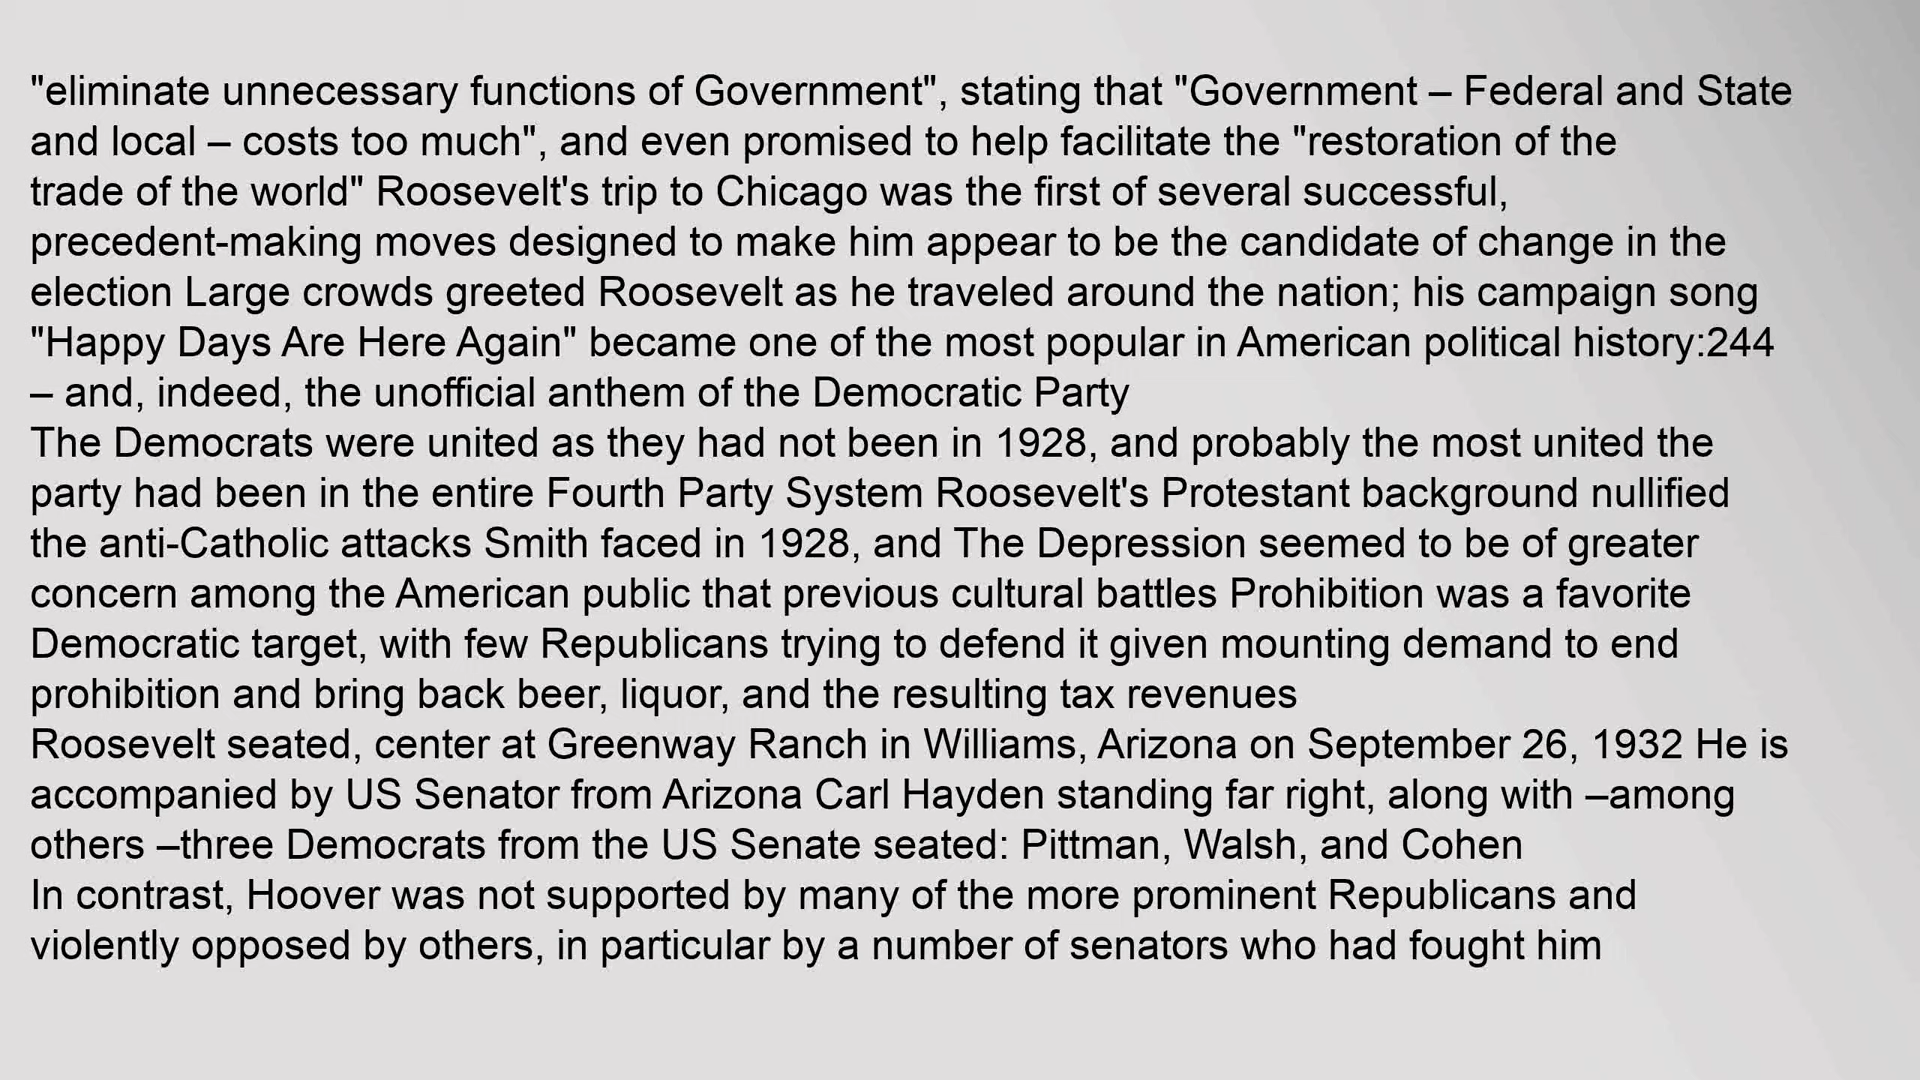 "eliminate unnecessary functions of Government", stating that "Government – Federal and State
and local – costs too much", and even promised to help facilitate the "restoration of the
trade of the world" Roosevelt's trip to Chicago was the first of several successful,
precedent-making moves designed to make him appear to be the candidate of change in the
election Large crowds greeted Roosevelt as he traveled around the nation; his campaign song
"Happy Days Are Here Again" became one of the most popular in American political history:244
– and, indeed, the unofficial anthem of the Democratic Party
The Democrats were united as they had not been in 1928, and probably the most united the
party had been in the entire Fourth Party System Roosevelt's Protestant background nullified
the anti-Catholic attacks Smith faced in 1928, and The Depression seemed to be of greater
concern among the American public that previous cultural battles Prohibition was a favorite
Democratic target, with few Republicans trying to defend it given mounting demand to end
prohibition and bring back beer, liquor, and the resulting tax revenues
Roosevelt seated, center at Greenway Ranch in Williams, Arizona on September 26, 1932 He is
accompanied by US Senator from Arizona Carl Hayden standing far right, along with –among
others –three Democrats from the US Senate seated: Pittman, Walsh, and Cohen
In contrast, Hoover was not supported by many of the more prominent Republicans and
violently opposed by others, in particular by a number of senators who had fought him